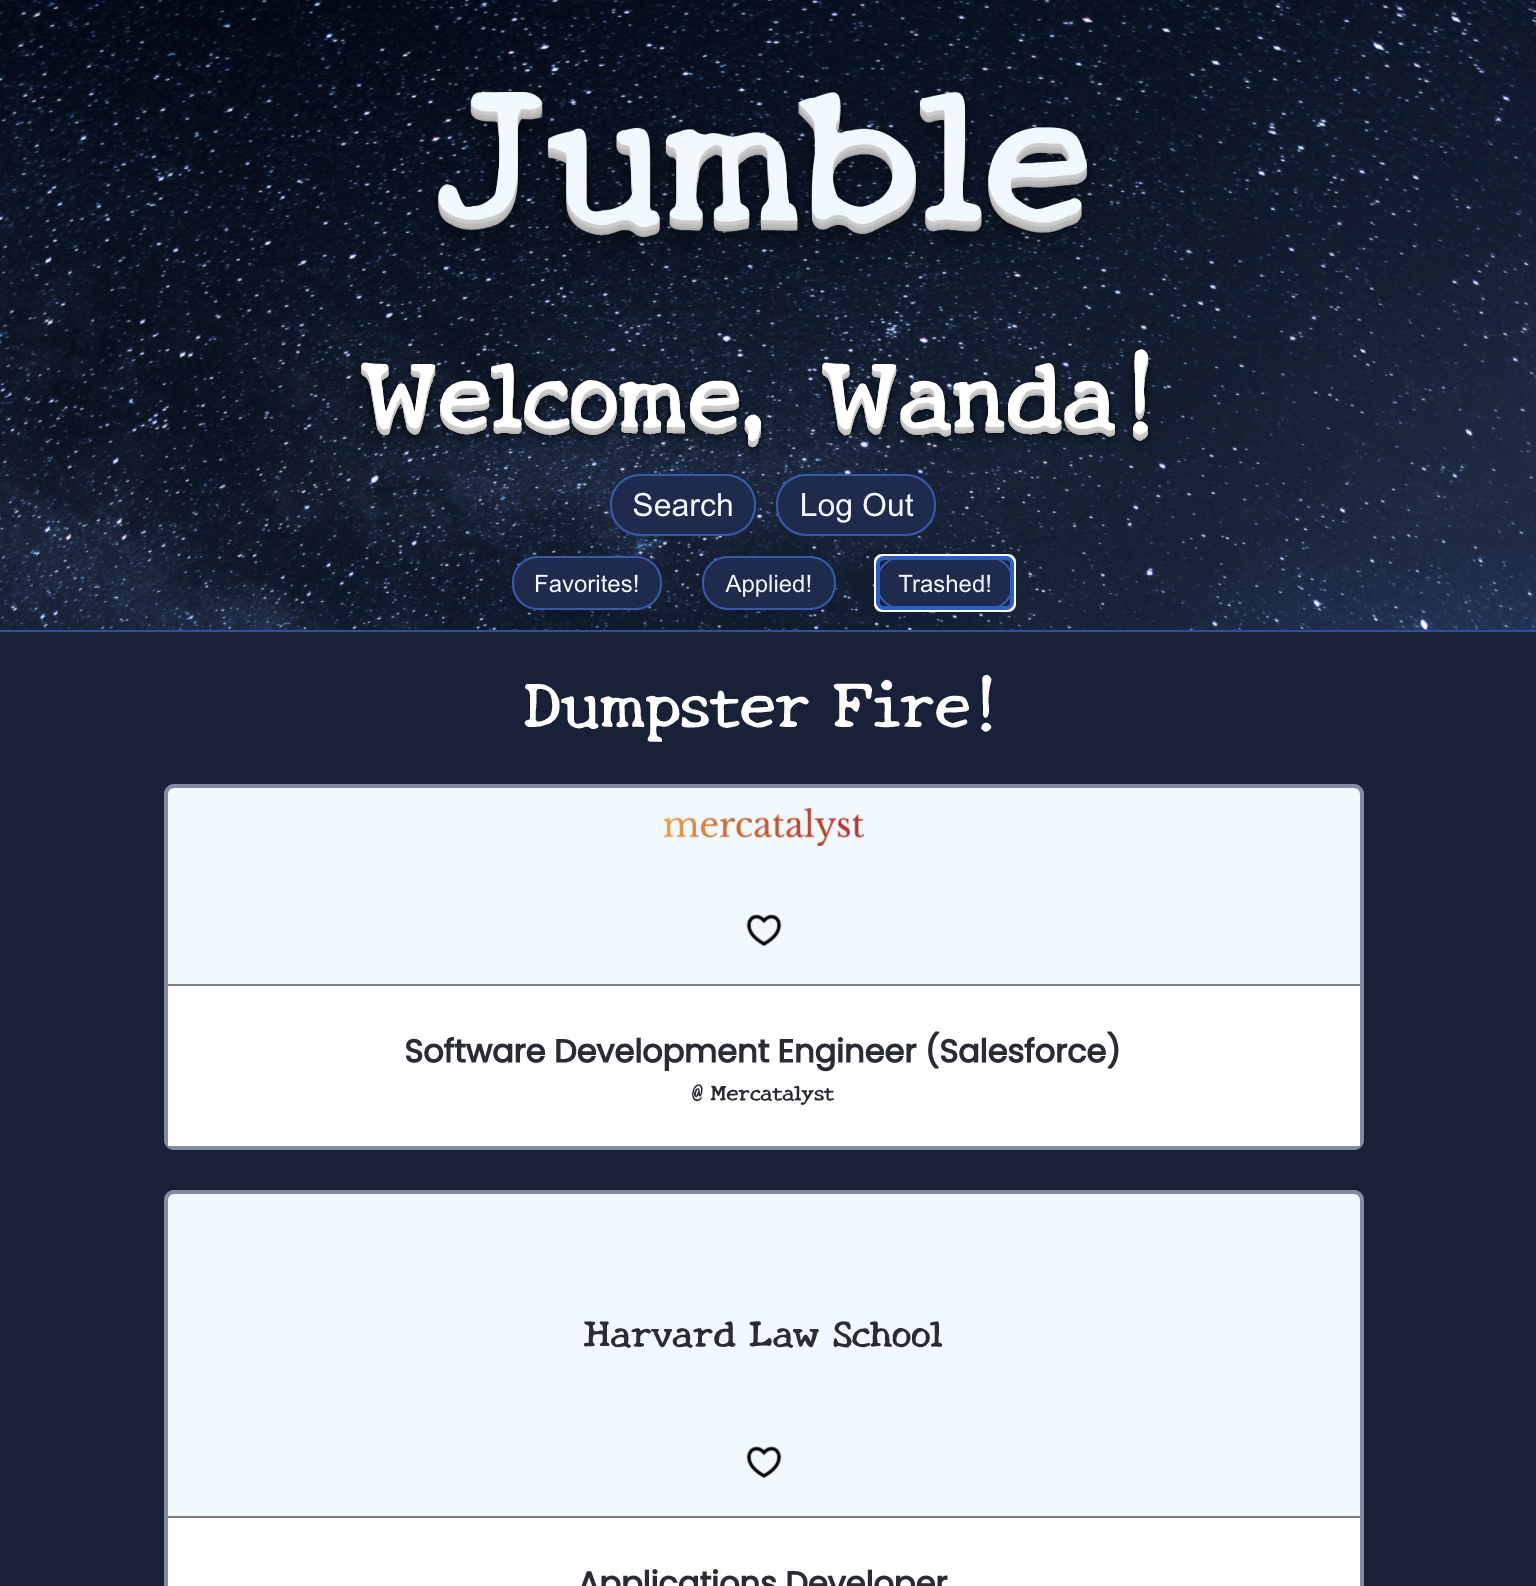 Jumble
Welcome, Wanda!
Search Log Out
Favorites! Applied! Trashed!
Dumpster Fire!
mercatalyst
Software Development Engineer (Salesforce)
@ Mercatalyst
Harvard Law School
Applications Developer